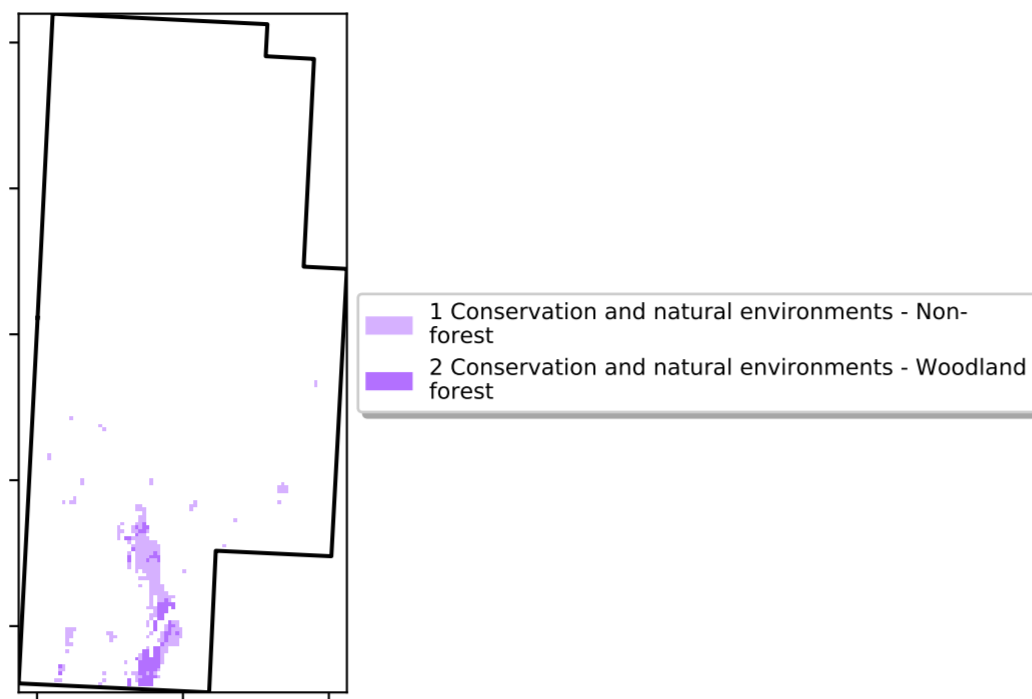 1 Conservation and natural environments - Non-
forest
2 Conservation and natural environments - Woodland
forest